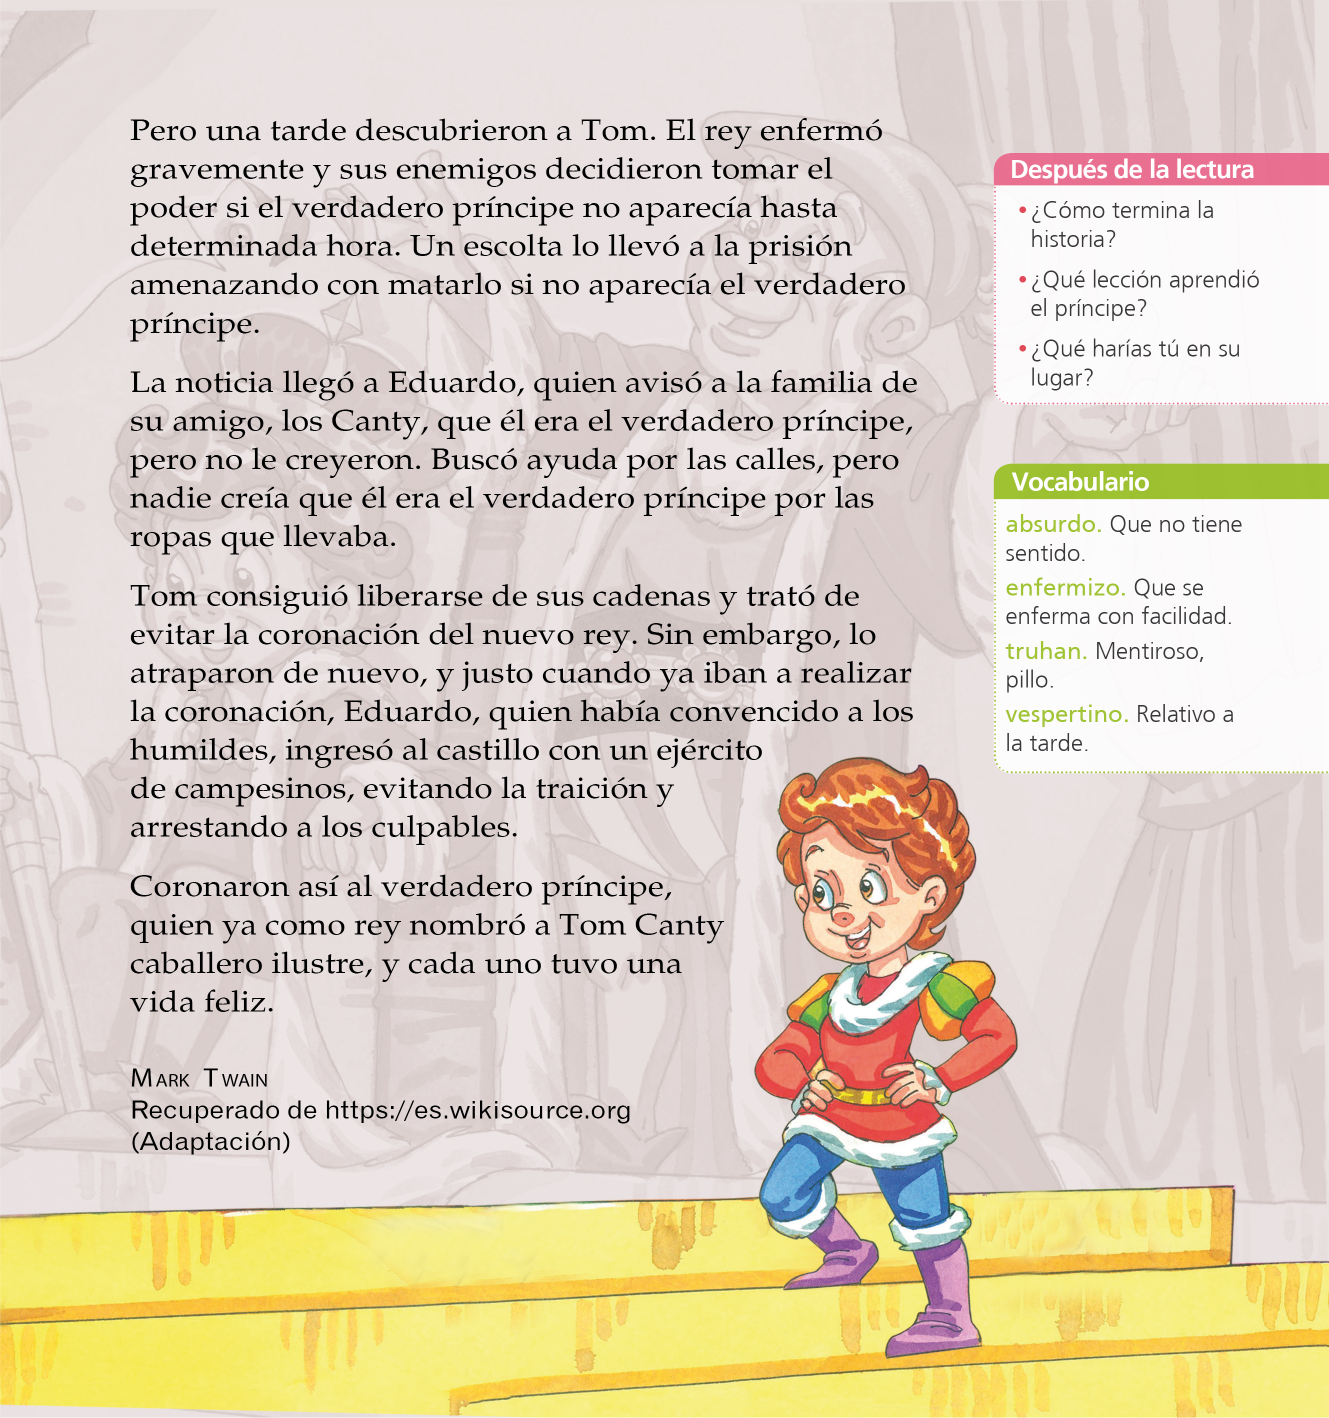 Pero una tarde descubrieron a Tom. El rey enfermó
gravemente y sus enemigos decidieron tomar el
poder si el verdadero príncipe no aparecía hasta
determinada hora. Un escolta lo llevó a la prisión
amenazando con matarlo si no aparecía el verdadero
príncipe.
La noticia llegó a Eduardo, quien avisó a la familia de
su amigo, los Canty, que él era el verdadero príncipe,
pero no le creyeron. Buscó ayuda por las calles, pero
nadie creía que él era el verdadero príncipe por las
ropas que llevaba.
Tom consiguió liberarse de sus cadenas y trató de
evitar la coronación del nuevo rey. Sin embargo, lo
atraparon de nuevo, y justo cuando ya iban a realizar
la coronación, Eduardo, quien había convencido a los
humildes, ingresó al castillo con un ejército
de campesinos, evitando la traición y
arrestando a los culpables.
Coronaron así al verdadero príncipe,
quien ya como rey nombró a Tom Canty
caballero ilustre, y cada uno tuvo una
vida feliz.
MARK TWAIN
Recuperado de https://es.wikisource.org
(Adaptación)
Después de la lectura
• ¿Cómo termina la
historia?
• ¿Qué lección aprendió
el príncipe?
• ¿Qué harías tú en su
lugar?
Vocabulario
absurdo. Que no tiene
sentido.
enfermizo. Que se
enferma con facilidad.
truhan. Mentiroso,
pillo.
vespertino. Relativo a
la tarde.